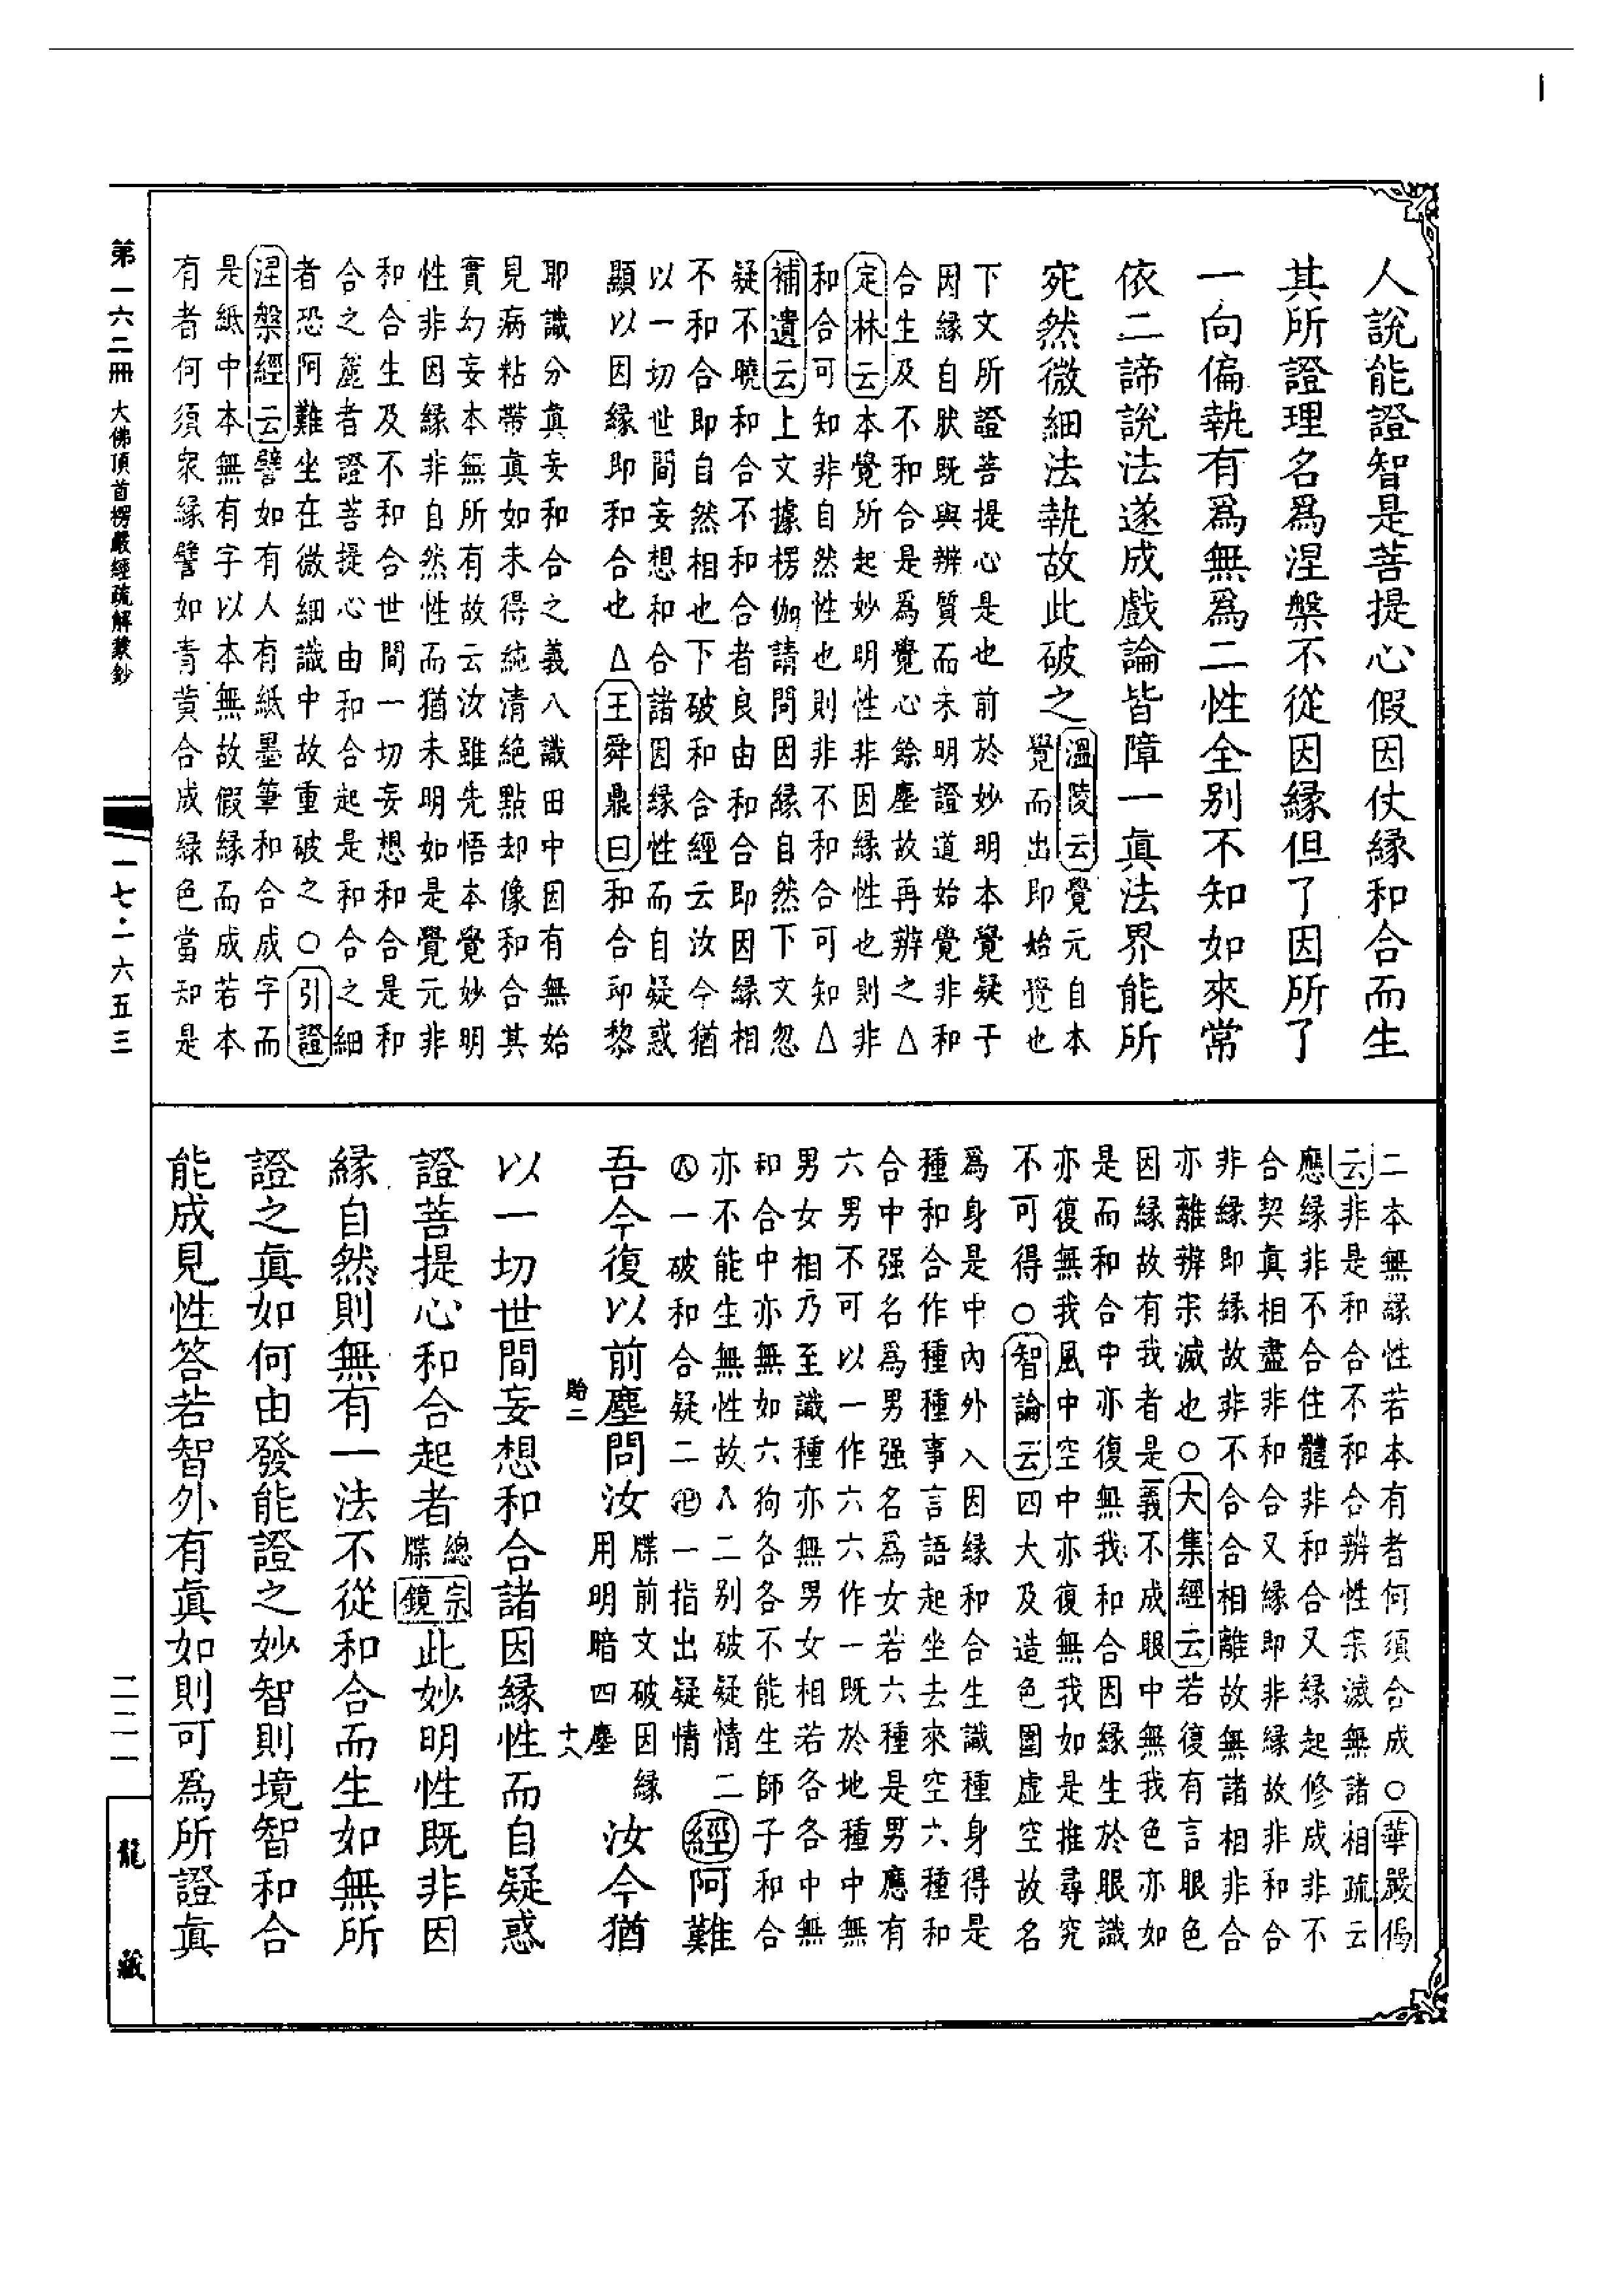 人說能證智是菩提心假因仗緣和合而生
其所證理名爲涅槃不從因緣但了因所了
一向偏執有爲無爲二性全別不知如來常
依二諦說法遂成戲論皆障一眞法界能所
宛然微細法執故此破之溫陵云覺元自本
覺而出即始覺也
下文所證菩提心是也前於妙明本覺疑于
因緣自狀既與辨質而未明證道始覺非和
合生及不和合是爲覺心餘塵故再辨之△
定林云本覺所起妙明性非因緣性也則非
和合可知非自然性也則非不和合可知△
補遺云上文據楞伽請問因緣自然下文忽
疑不曉和合不和合者良由和合即因緣相
不和合即自然相也下破和合經云汝今猶
以一切世間妄想和合諸因緣性而自疑惑
顯以因緣即和合也△王舜鼎曰和合即黎
耶識分真妄和合之義八識田中因有無始
見病粘帶真如未得純清絕點却像和合其
實幻妄本無所有故云汝雖先悟本覺妙明
性非因緣非自然性而猶未明如是覺元非
和合生及不和合世間一切妄想和合是和
合之麄者證菩提心由和合起是和合之細
者恐阿難坐在微細識中故重破之○引證
涅槃經云譬如有人有紙墨筆和合成字而
是紙中本無有字以本無故假緣而成若本
有者何須衆緣譬如青黄合成綠色當知是
第一六二冊 大佛頂首楞嚴經疏解蒙鈔
一七·一六五三
二本無緣性若本有者何須合成○華嚴偈
云非是和合不和合辨性宗滅無諸相疏云
應緣非不合住體非和合又緣起修成非不
合契真相盡非和合又緣即非緣故非和合
非緣即緣故非不合合相離故無諸相非合
亦離辨宗滅也○大集經云若復有言眼色
因緣故有我者是義不成眼中無我色亦如
是而和合中亦復無我和合因緣生於眼識
亦復無我風中空中亦復無我如是推尋究
不可得○智論云四大及造色圍虛空故名
爲身是中內外入因緣和合生識種身得是
種和合作種種事言語起坐去來空六種和
合中强名爲男强名爲女若六種是男應有
六男不可以一作六六作一既於地種中無
男女相乃至識種亦無男女相若各各中無
和合中亦無如六狗各各不能生師子和合
亦不能生無性故八二別破疑情二
㊇一破和合疑二㊉一指出疑情經阿難
吾今復以前塵問汝牒前文破因緣
用明暗四塵汝今猶
貽二
十八
以一切世間妄想和合諸因緣性而自疑惑
證菩提心和合起者總牒宗鏡此妙明性既非因
緣自然則無有一法不從和合而生如無所
證之眞如何由發能證之妙智則境智和合
能成見性答若智外有眞如則可爲所證眞
二二一
龍藏